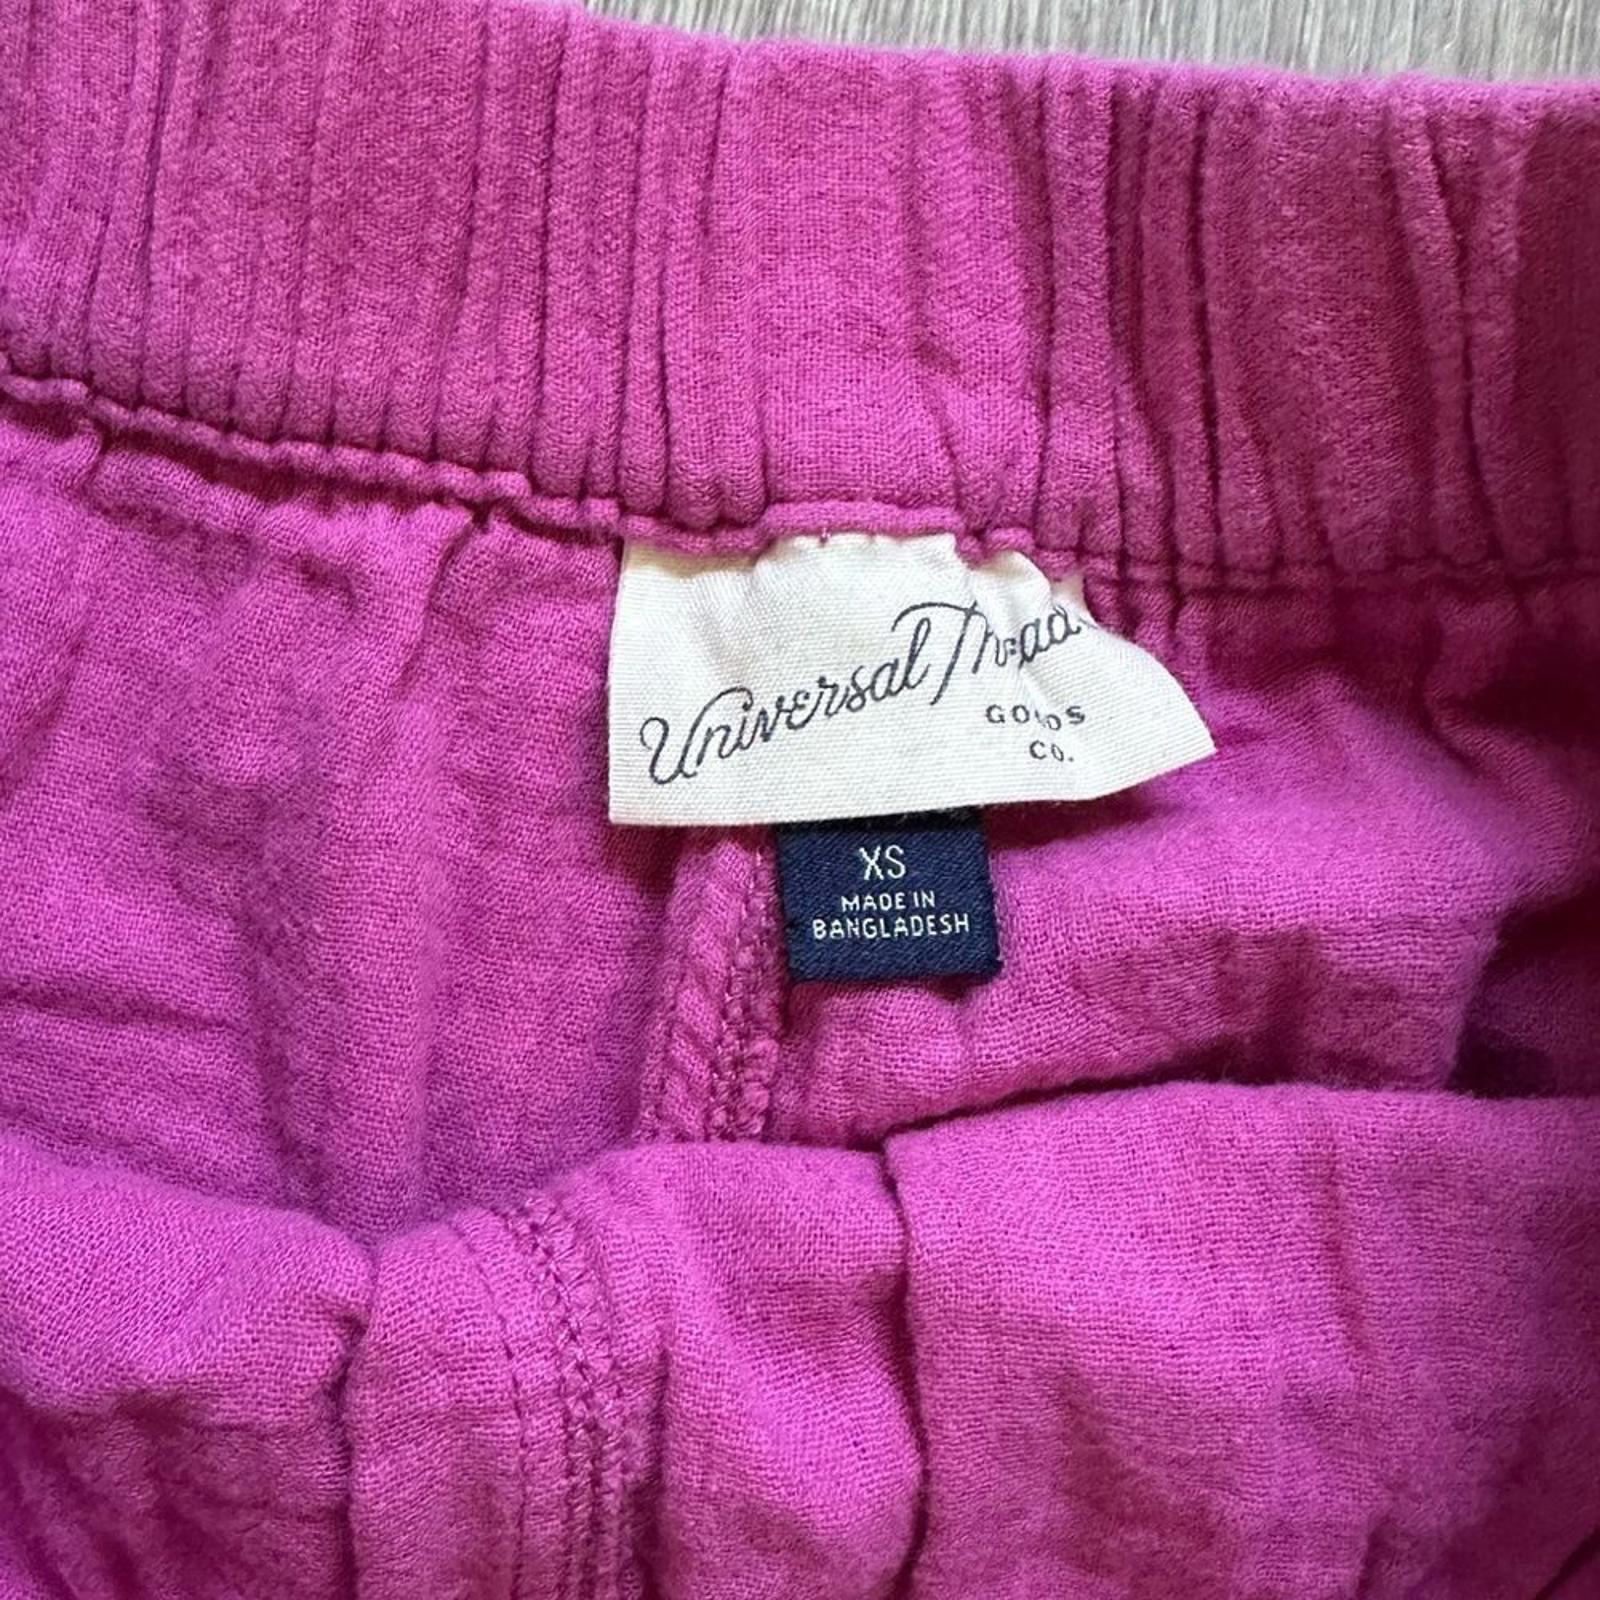 Universal Thread
GOODS
CO.
XS
MADE IN
BANGLADESH